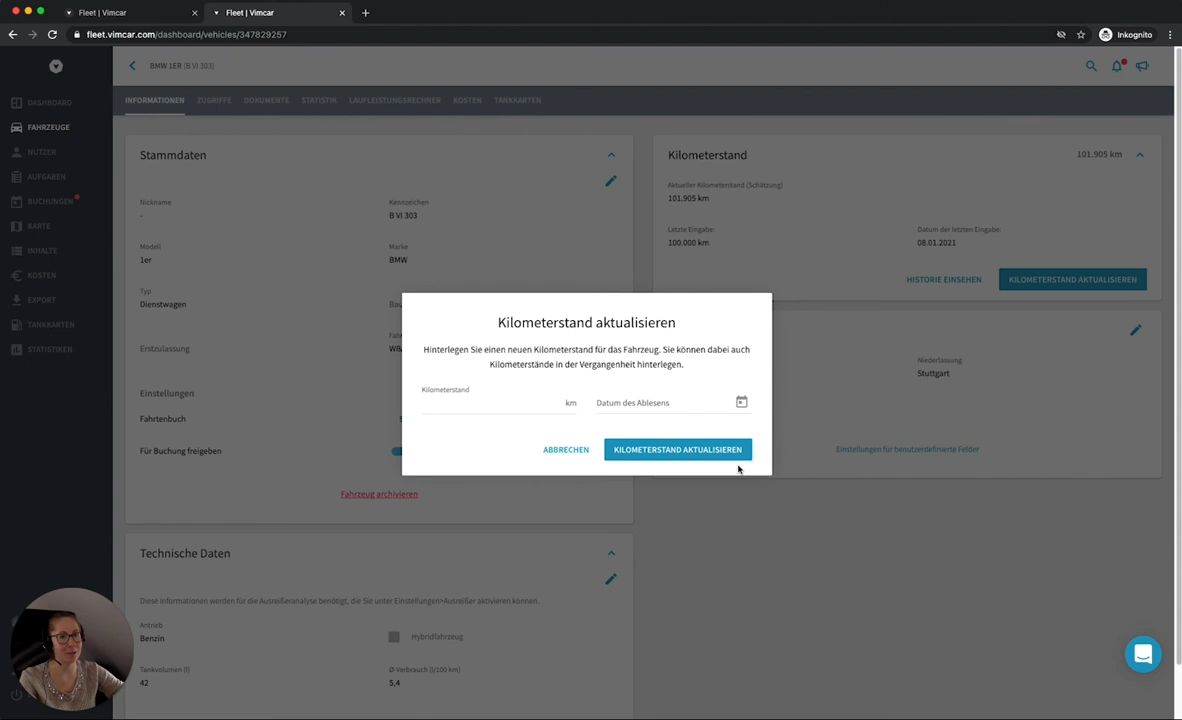 Fleet | Vimcar
Fleet | Vimcar
fleet.vimcar.com/dashboard/vehicles/347829257
Inkognito
BMW 1ER (B VI 303)
DASHBOARD
FAHRZEUGE
NUTZER
AUFGABEN
BUCHUNGEN
KARTE
INHALTE
KOSTEN
EXPORT
TANKKARTEN
STATISTIKEN
INFORMATIONEN ZUGRIFFE DOKUMENTE STATISTIK LAUFLEISTUNGSRECHNER KOSTEN TANKKARTEN
Stammdaten
Nickname
-
Kennzeichen
B VI 303
Modell
1er
Marke
BMW
Typ
Dienstwagen
Erstzulassung
Einstellungen
Fahrtenbuch
Für Buchung freigeben
Fahrzeug archivieren
Technische Daten
Diese Informationen werden für die Ausreißeranalyse benötigt, die Sie unter Einstellungen>Ausreißer aktivieren können.
Antrieb
Benzin
Hybridfahrzeug
Tankvolumen (l)
42
Ø-Verbrauch (l/100 km)
5,4
Kilometerstand
101.905 km
Aktueller Kilometerstand (Schätzung)
101.905 km
Letzte Eingabe:
100.000 km
Datum der letzten Eingabe:
08.01.2021
HISTORIE EINSEHEN
KILOMETERSTAND AKTUALISIEREN
Niederlassung
Stuttgart
Einstellungen für benutzerdefinierte Felder
Kilometerstand aktualisieren
Hinterlegen Sie einen neuen Kilometerstand für das Fahrzeug. Sie können dabei auch
Kilometerstände in der Vergangenheit hinterlegen.
Kilometerstand
km
Datum des Ablesens
ABBRECHEN
KILOMETERSTAND AKTUALISIEREN